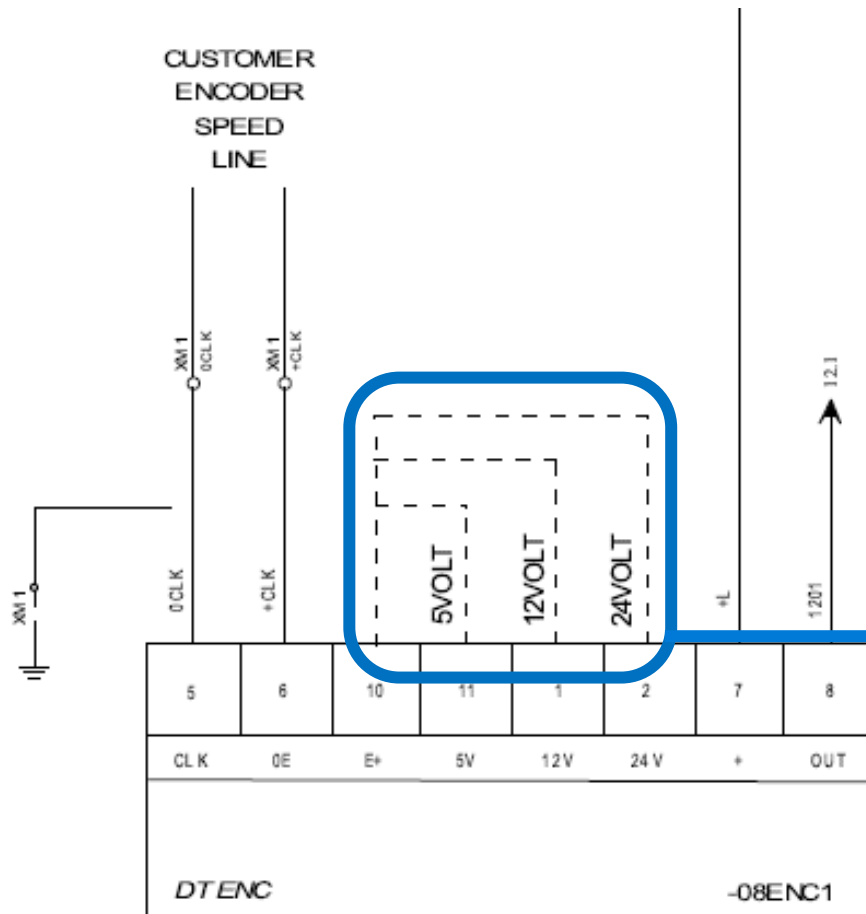 CUSTOMER
ENCODER
SPEED
LINE
XM1
0CLK
XM1
+CLK
12.1
XM1
0CLK
+CLK
5VOLT
12VOLT
24VOLT
+L
1201
5 6 10 11 1 2 7 8
CLK 0E E+ 5V 12V 24V + OUT
DT ENC -08ENC1